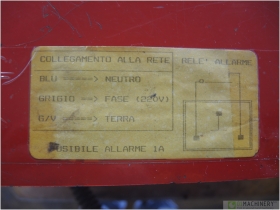 COLLEGAMENTO ALLA RETE
RELE' ALLARME
BLU -----> NEUTRO
GRIGIO ---> FASE (220V)
G/V -----> TERRA
FUSIBILE ALLARME 1A